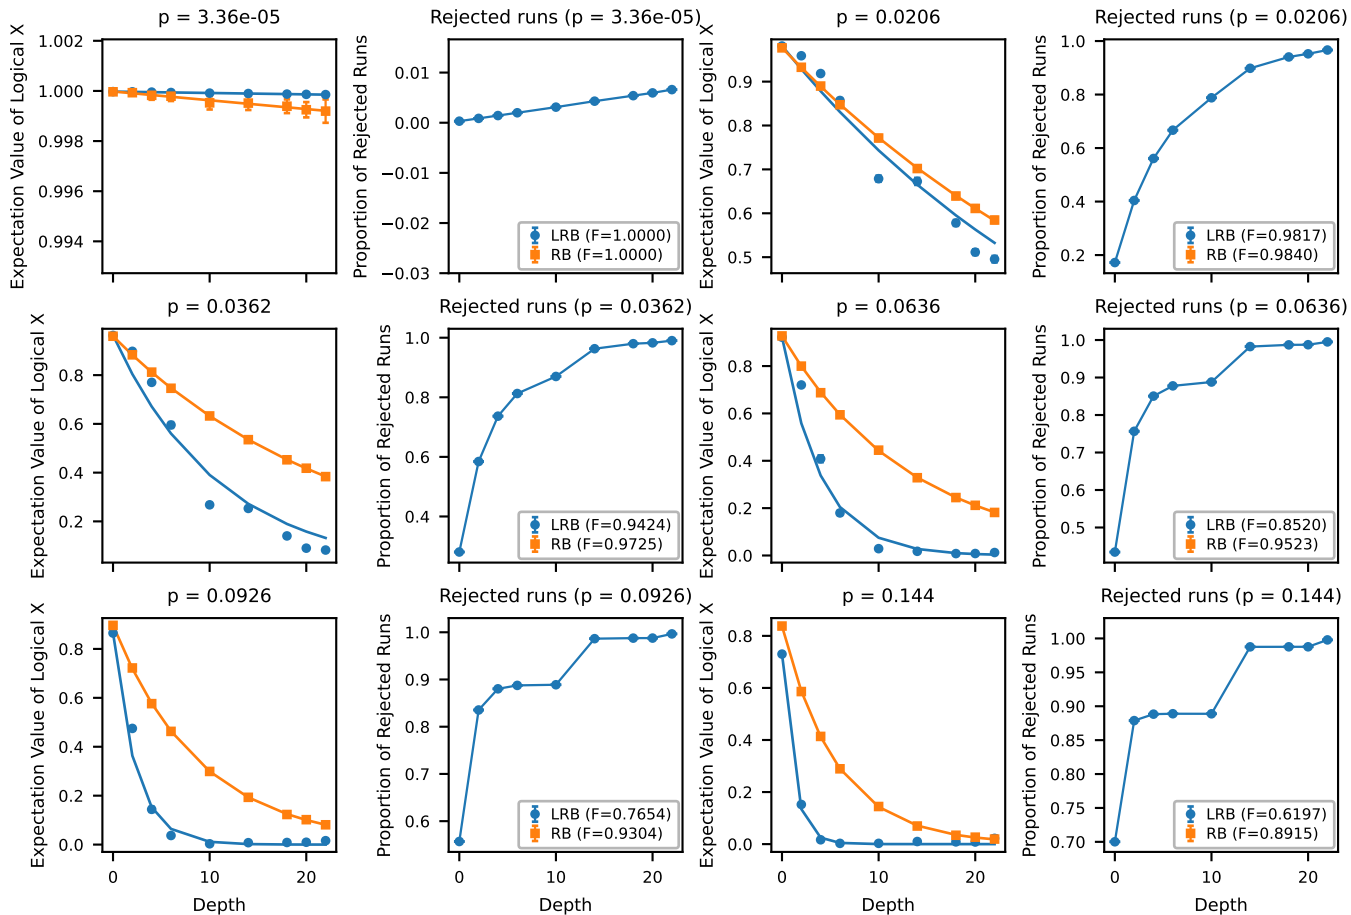 p = 3.36e-05
Expectation Value of Logical X
1.002
1.000
0.998
0.996
0.994
Rejected runs (p = 3.36e-05)
Proportion of Rejected Runs
0.01
0.00
−0.01
−0.02
−0.03
LRB (F=1.0000)
RB (F=1.0000)
p = 0.0206
Expectation Value of Logical X
0.9
0.8
0.7
0.6
0.5
Rejected runs (p = 0.0206)
Proportion of Rejected Runs
1.0
0.8
0.6
0.4
0.2
LRB (F=0.9817)
RB (F=0.9840)
p = 0.0362
Expectation Value of Logical X
0.8
0.6
0.4
0.2
Rejected runs (p = 0.0362)
Proportion of Rejected Runs
1.0
0.8
0.6
0.4
LRB (F=0.9424)
RB (F=0.9725)
p = 0.0636
Expectation Value of Logical X
0.8
0.6
0.4
0.2
0.0
Rejected runs (p = 0.0636)
Proportion of Rejected Runs
1.0
0.9
0.8
0.7
0.6
0.5
LRB (F=0.8520)
RB (F=0.9523)
p = 0.0926
Expectation Value of Logical X
0.8
0.6
0.4
0.2
0.0
0 10 20
Depth
Rejected runs (p = 0.0926)
Proportion of Rejected Runs
1.0
0.9
0.8
0.7
0.6
LRB (F=0.7654)
RB (F=0.9304)
0 10 20
Depth
p = 0.144
Expectation Value of Logical X
0.8
0.6
0.4
0.2
0.0
0 10 20
Depth
Rejected runs (p = 0.144)
Proportion of Rejected Runs
1.00
0.95
0.90
0.85
0.80
0.75
0.70
LRB (F=0.6197)
RB (F=0.8915)
0 10 20
Depth